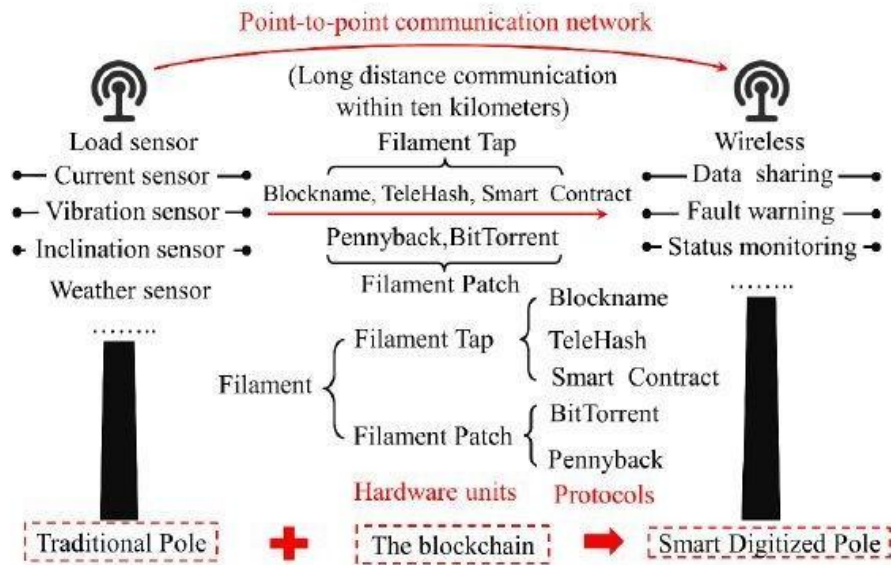 Point-to-point communication network
(Long distance communication
within ten kilometers)
Load sensor
Current sensor
Vibration sensor
Inclination sensor
Weather sensor
........
Filament Tap
Blockname, TeleHash, Smart Contract
Pennyback,BitTorrent
Filament Patch
Wireless
Data sharing
Fault warning
Status monitoring
........
Filament
Filament Tap
Blockname
TeleHash
Smart Contract
Filament Patch
BitTorrent
Pennyback
Hardware units
Protocols
Traditional Pole
+
The blockchain
Smart Digitized Pole